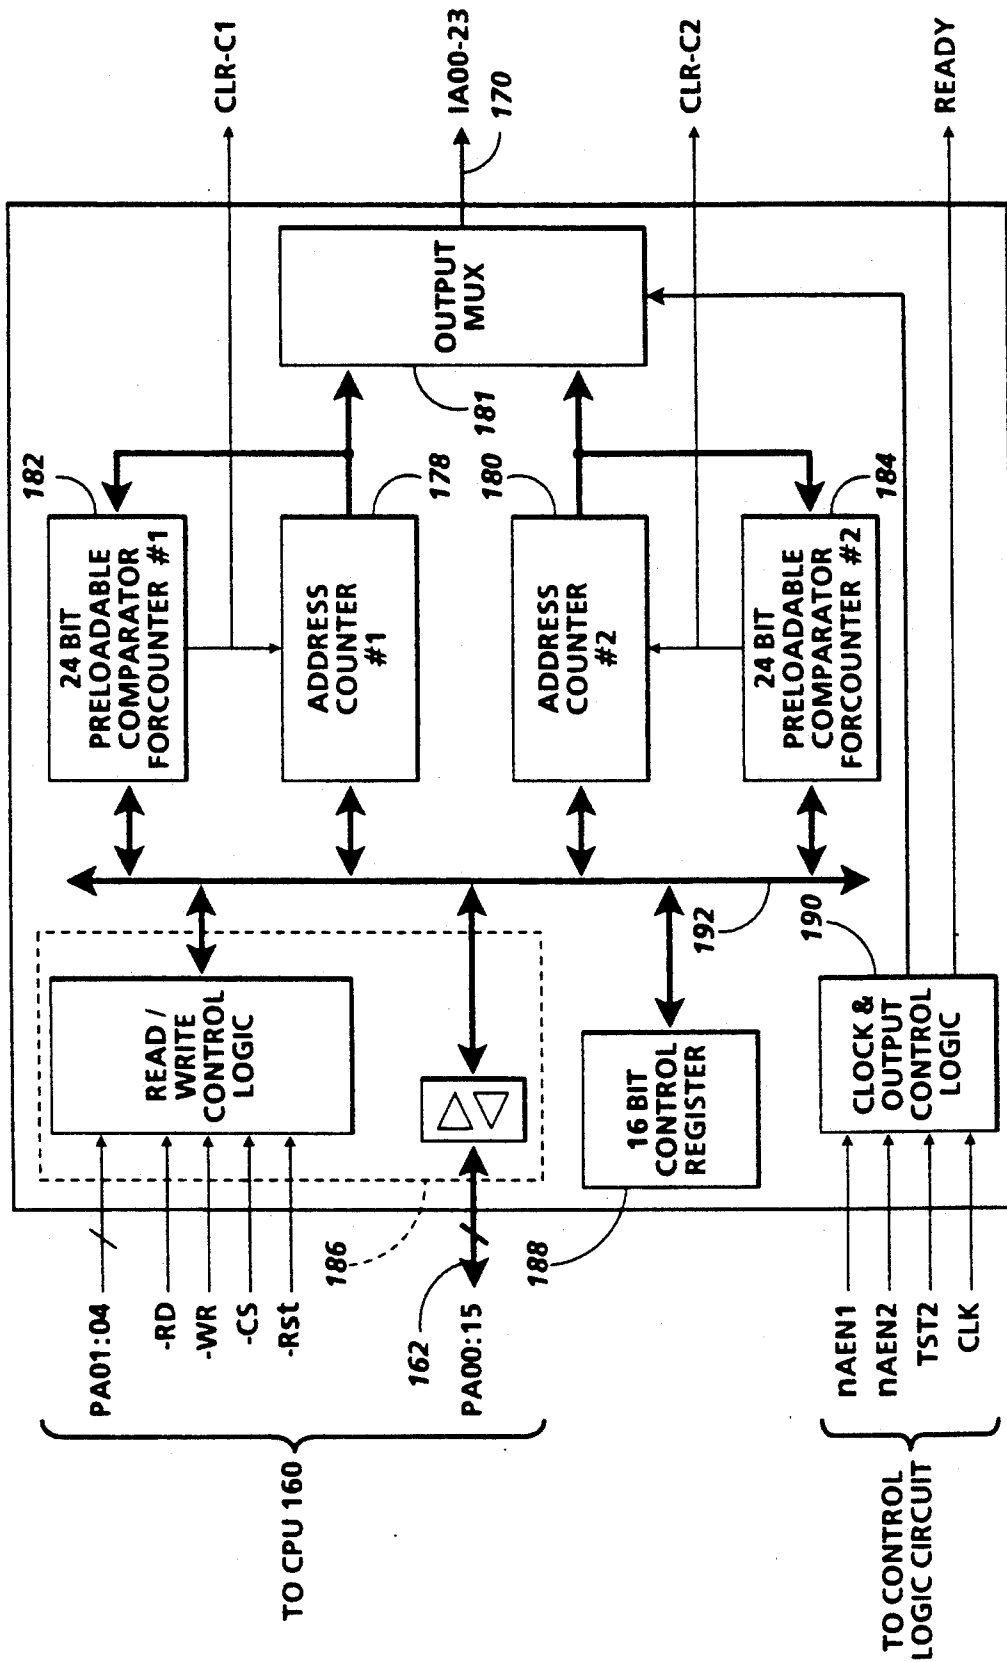 TO CPU 160
PA01:04
-RD
-WR
-CS
-Rst
162
PA00:15
186
READ /
WRITE
CONTROL
LOGIC
188
16 BIT
CONTROL
REGISTER
192
TO CONTROL
LOGIC CIRCUIT
nAEN1
nAEN2
TST2
CLK
190
CLOCK &
OUTPUT
CONTROL
LOGIC
182
24 BIT
PRELOADABLE
COMPARATOR
FORCOUNTER #1
178
ADDRESS
COUNTER
#1
180
ADDRESS
COUNTER
#2
184
24 BIT
PRELOADABLE
COMPARATOR
FORCOUNTER #2
181
OUTPUT
MUX
CLR-C1
IA00-23
170
CLR-C2
READY